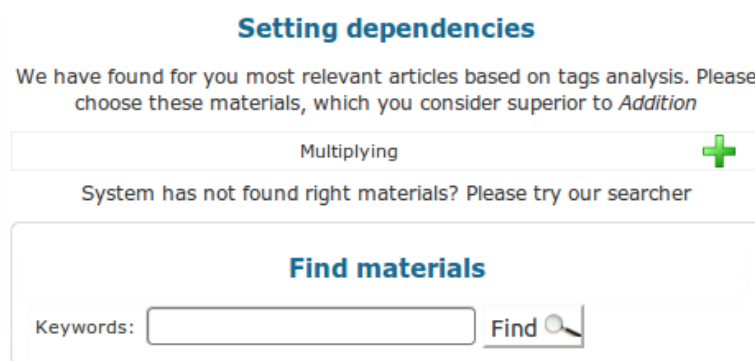 Setting dependencies
We have found for you most relevant articles based on tags analysis. Please
choose these materials, which you consider superior to Addition
Multiplying
System has not found right materials? Please try our searcher
Find materials
Keywords:
Find